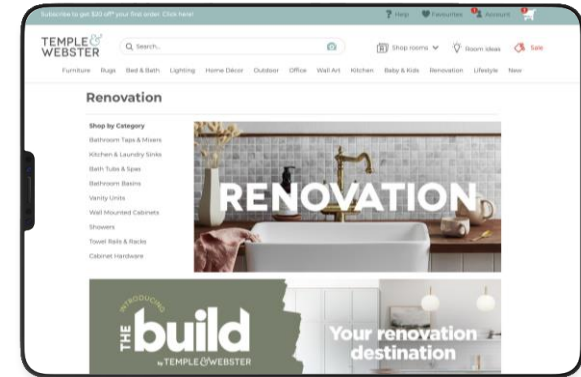 Subscribe to get $20 off* your first order. Click here!
? Help
Favourites
Account
TEMPLE &
WEBSTER
Search...
Shop rooms
Room ideas
Sale
Furniture Rugs Bed & Bath Lighting Home Décor Outdoor Office Wall Art Kitchen Baby & Kids Renovation Lifestyle New
Renovation
Shop by Category
Bathroom Taps & Mixers
Kitchen & Laundry Sinks
Bath Tubs & Spas
Bathroom Basins
Vanity Units
Wall Mounted Cabinets
Showers
Towel Rails & Racks
Cabinet Hardware
RENOVATION
INTRODUCING
THE build
by TEMPLE & WEBSTER
Your renovation
destination